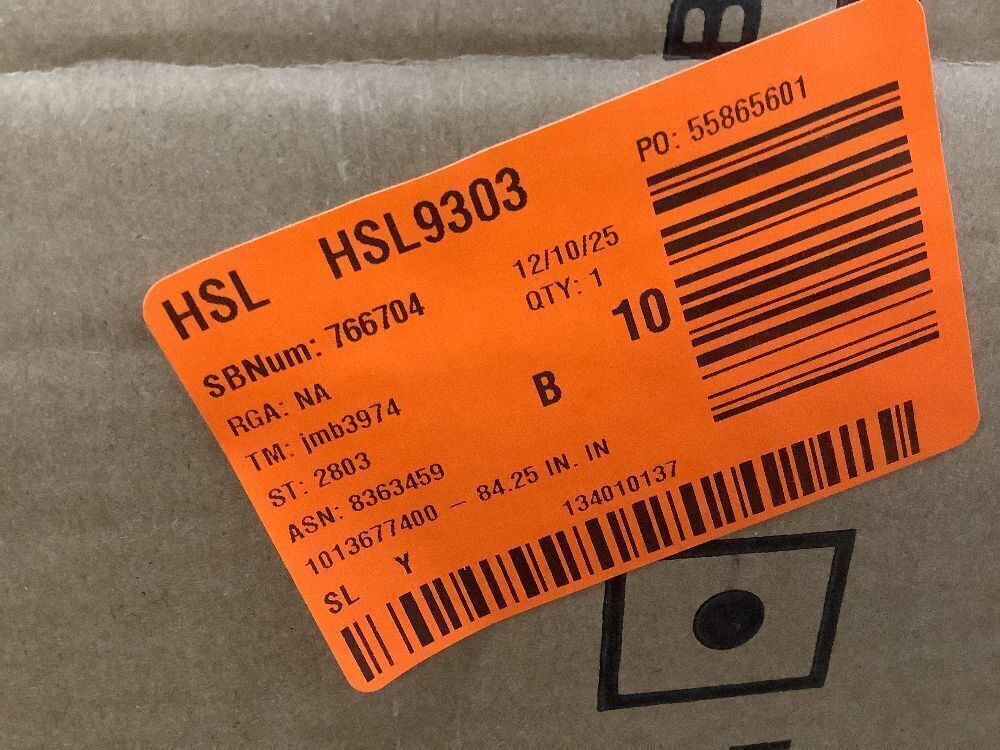 B
PO: 55865601
HSL HSL9303
12/10/25
SBNum: 766704
QTY: 1
10
RGA: NA
TM: jmb3974
B
ST: 2803
ASN: 8363459
1013677400 – 84.25 IN. IN
134010137
SL Y